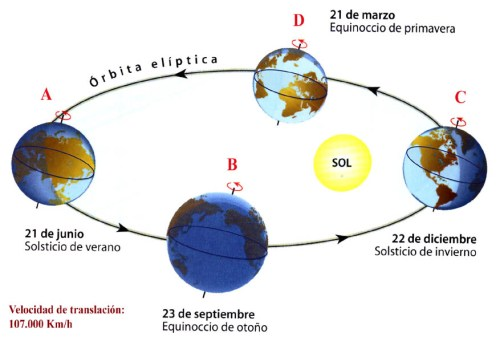 D
21 de marzo
Equinoccio de primavera
Órbita elíptica
A
C
B
SOL
21 de junio
Solsticio de verano
22 de diciembre
Solsticio de invierno
23 de septiembre
Equinoccio de otoño
Velocidad de translación:
107.000 Km/h